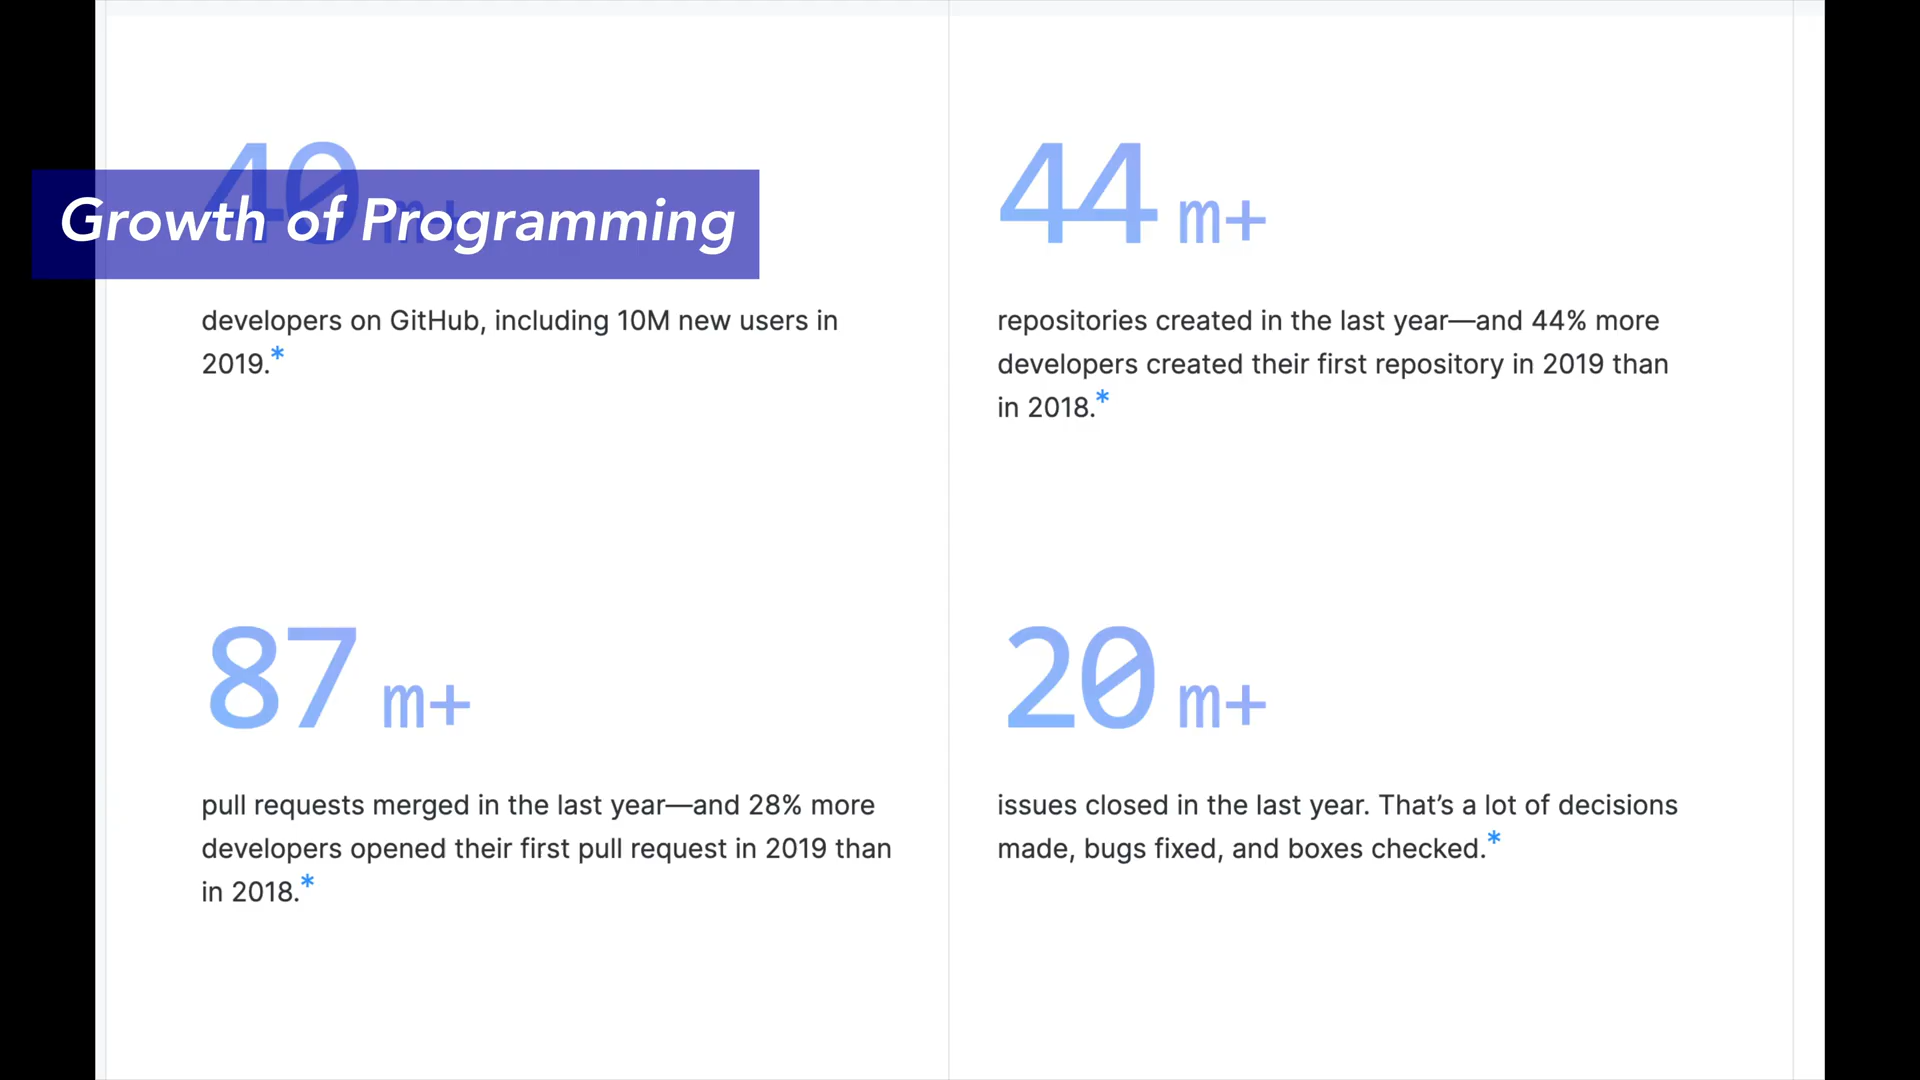 Growth of Programming
40 m+
developers on GitHub, including 10M new users in
2019.*
44 m+
repositories created in the last year—and 44% more
developers created their first repository in 2019 than
in 2018.*
87 m+
pull requests merged in the last year—and 28% more
developers opened their first pull request in 2019 than
in 2018.*
20 m+
issues closed in the last year. That’s a lot of decisions
made, bugs fixed, and boxes checked.*